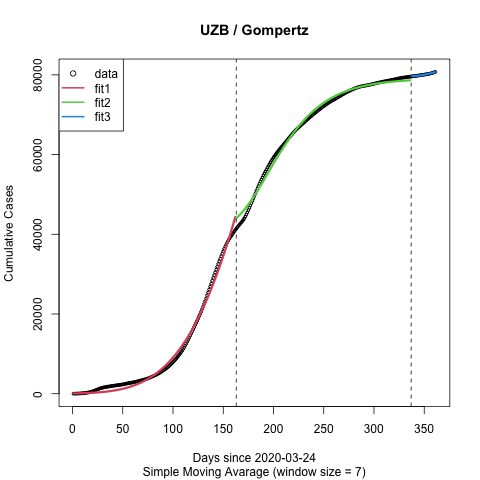 UZB / Gompertz
data
fit1
fit2
fit3
Cumulative Cases
0
20000
40000
60000
80000
0 50 100 150 200 250 300 350
Days since 2020-03-24
Simple Moving Avarage (window size = 7)